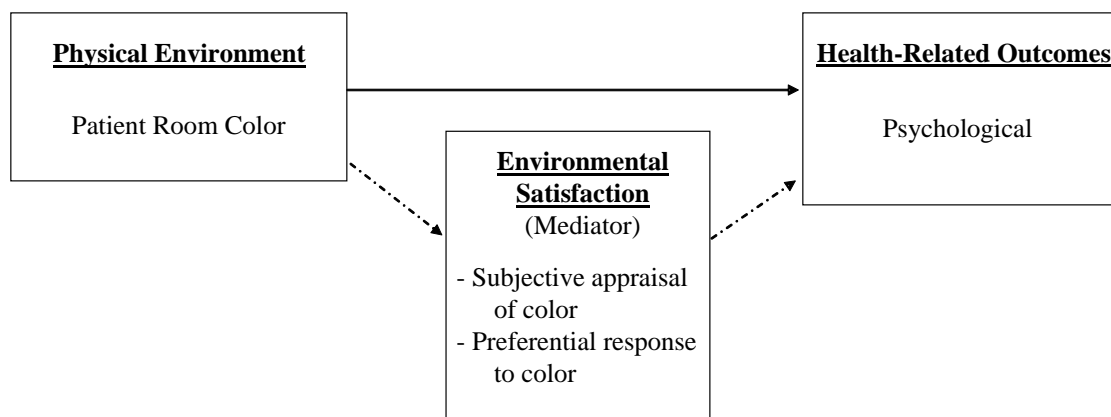 Physical Environment
Patient Room Color
Environmental
Satisfaction
(Mediator)
- Subjective appraisal
of color
- Preferential response
to color
Health-Related Outcomes
Psychological